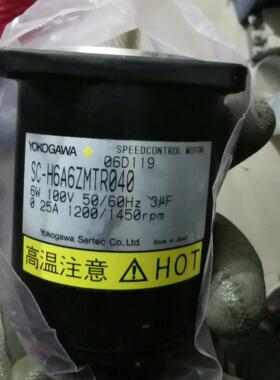 YOKOGAWA SPEEDCONTROL MOTOR
06D119
SC-H6A6ZMTR040
6W 100V 50/60Hz 3μF
0.25A 1200/1450rpm
Yokogawa Sertec Co., Ltd. Made in Japan
高温注意 HOT